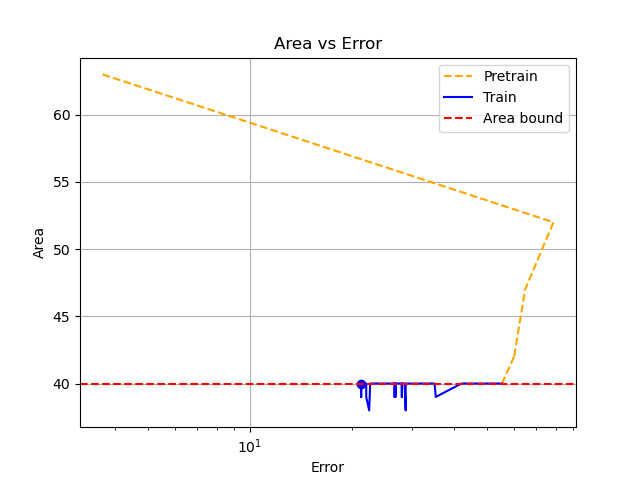 Area vs Error
Pretrain
Train
Area bound
Area
60
55
50
45
40
10¹
Error